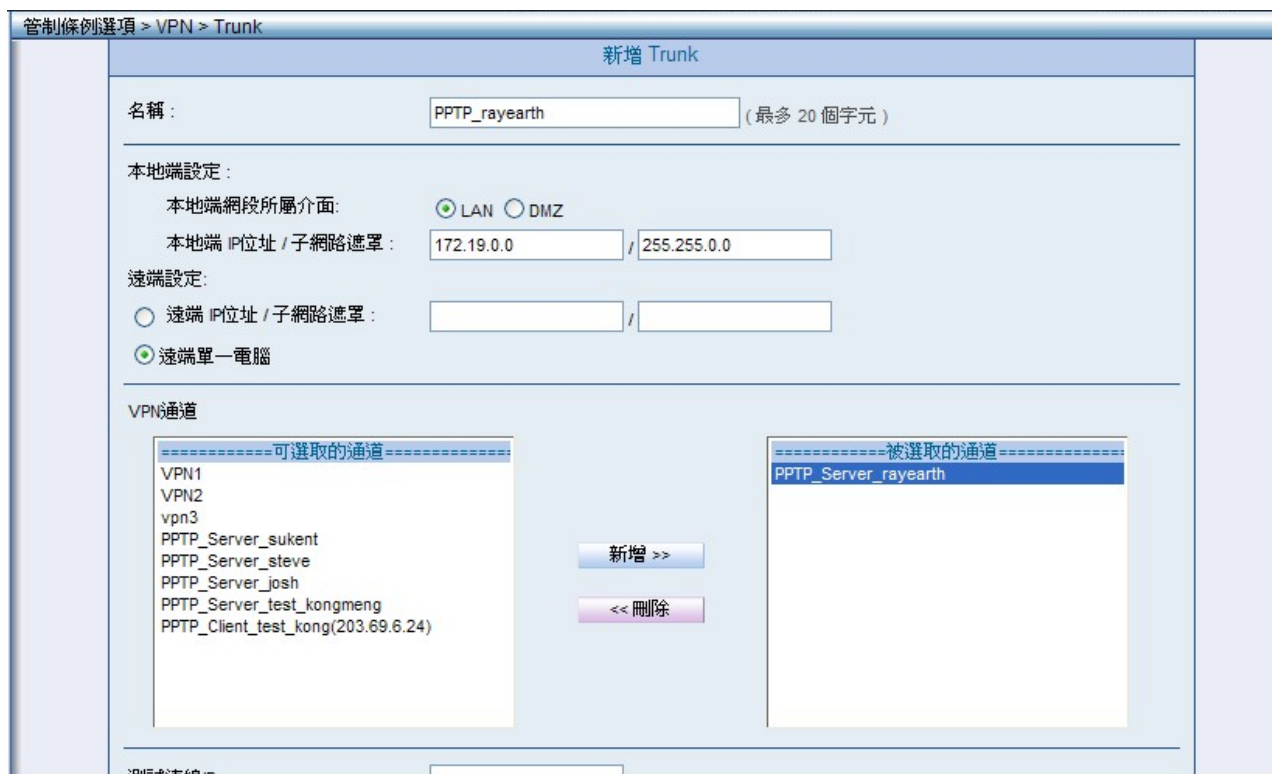 管制條例選項 > VPN > Trunk
新增 Trunk
名稱 : PPTP_rayearth (最多 20 個字元 )
本地端設定 :
本地端網段所屬介面: LAN DMZ
本地端 IP位址 / 子網路遮罩 : 172.19.0.0 / 255.255.0.0
遠端設定:
遠端 IP位址 / 子網路遮罩 : /
遠端單一電腦
VPN通道
============可選取的通道==============
VPN1
VPN2
vpn3
PPTP_Server_sukent
PPTP_Server_steve
PPTP_Server_josh
PPTP_Server_test_kongmeng
PPTP_Client_test_kong(203.69.6.24)
新增 >>
<< 刪除
============被選取的通道==============
PPTP_Server_rayearth